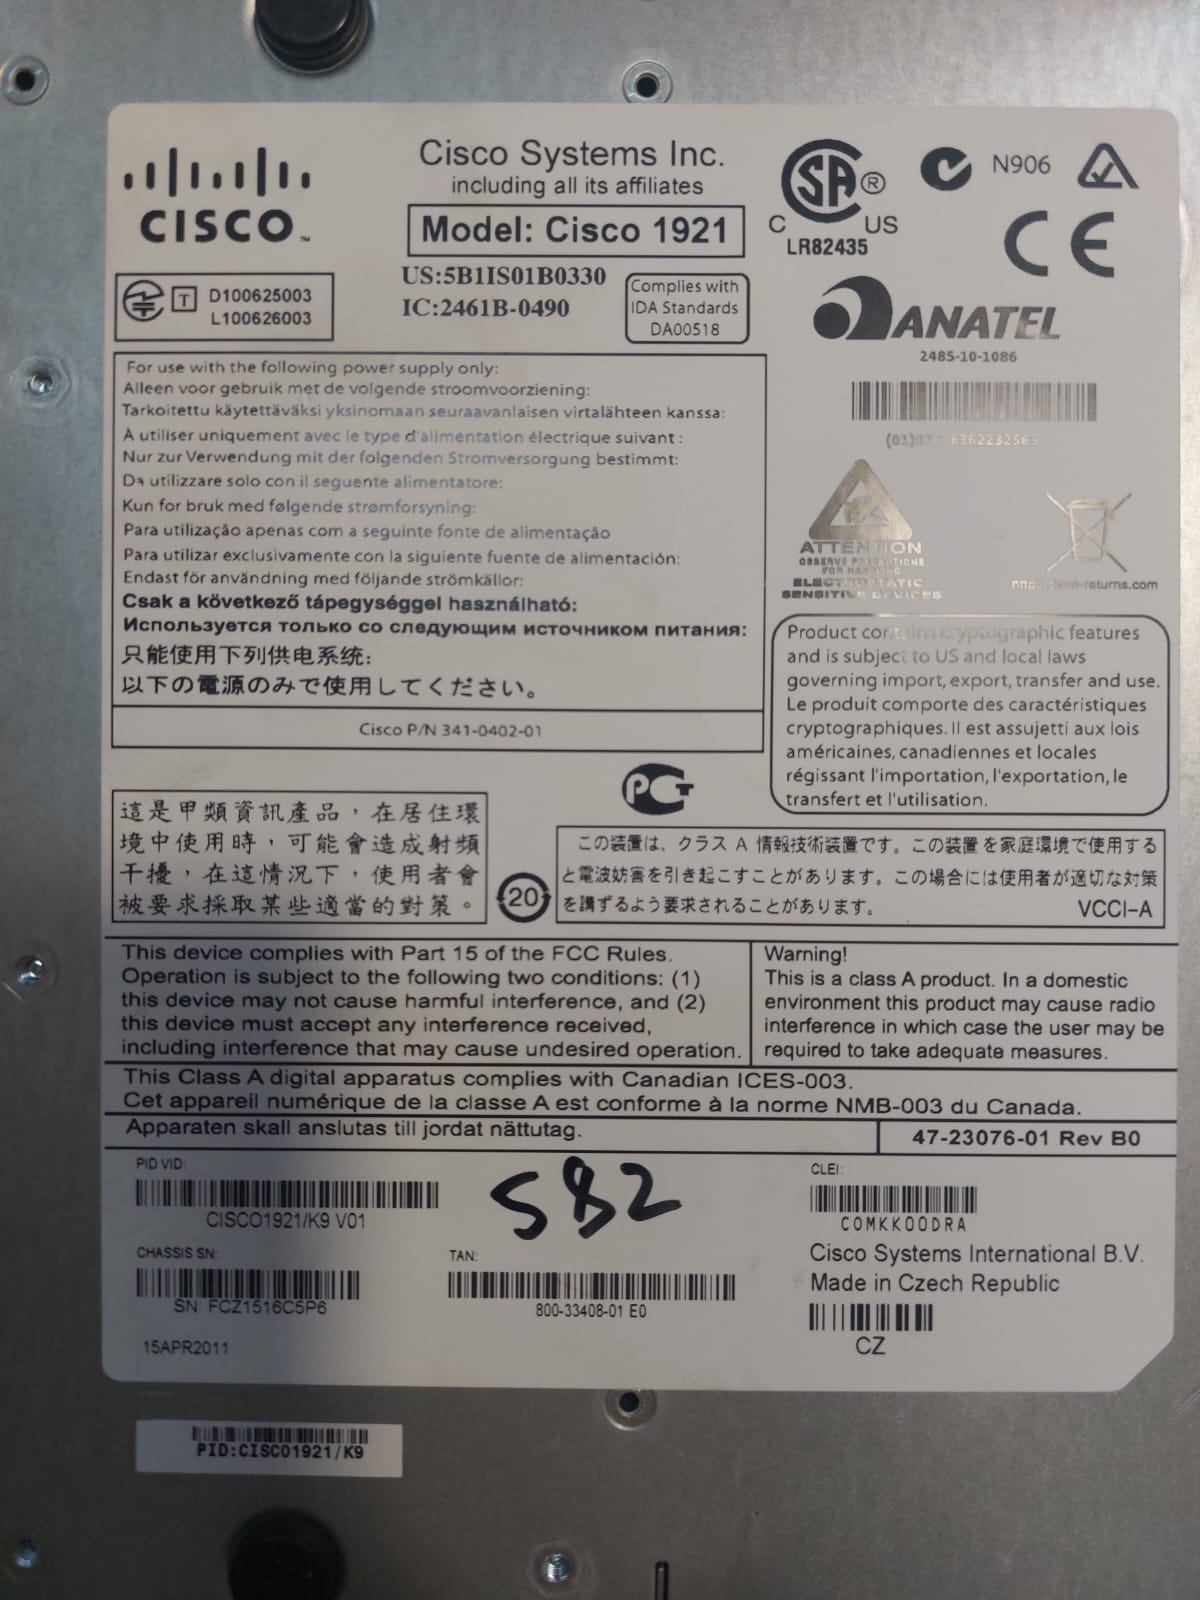 CISCO
Cisco Systems Inc.
including all its affiliates
Model: Cisco 1921
US:5B1IS01B0330
IC:2461B-0490
Complies with
IDA Standards
DA00518
T D100625003
L100626003
SA®
C US
LR82435
N906
CE
ANATEL
2485-10-1086
ATTENTION
OBSERVE PRECAUTIONS
FOR HANDLING
ELECTROSTATIC
SENSITIVE DEVICES
For use with the following power supply only:
Alleen voor gebruik met de volgende stroomvoorziening:
Tarkoitettu käytettäväksi yksinomaan seuraavanlaisen virtalähteen kanssa:
À utiliser uniquement avec le type d'alimentation électrique suivant :
Nur zur Verwendung mit der folgenden Stromversorgung bestimmt:
Da utilizzare solo con il seguente alimentatore:
Kun for bruk med følgende strømforsyning:
Para utilização apenas com a seguinte fonte de alimentação
Para utilizar exclusivamente con la siguiente fuente de alimentación:
Endast för användning med följande strömkällor:
Csak a következő tápegységgel használható:
Используется только со следующим источником питания:
只能使用下列供电系统:
以下の電源のみで使用してください。
Cisco P/N 341-0402-01
Product contains cryptographic features
and is subject to US and local laws
governing import, export, transfer and use.
Le produit comporte des caractéristiques
cryptographiques. Il est assujetti aux lois
américaines, canadiennes et locales
régissant l'importation, l'exportation, le
transfert et l'utilisation.
這是甲類資訊產品，在居住環
境中使用時，可能會造成射頻
干擾，在這情況下，使用者會
被要求採取某些適當的對策。
20
この装置は、クラス A 情報技術装置です。この装置を家庭環境で使用する
と電波妨害を引き起こすことがあります。この場合には使用者が適切な対策
を講ずるよう要求されることがあります。 VCCI-A
This device complies with Part 15 of the FCC Rules.
Operation is subject to the following two conditions: (1)
this device may not cause harmful interference, and (2)
this device must accept any interference received,
including interference that may cause undesired operation.
Warning!
This is a class A product. In a domestic
environment this product may cause radio
interference in which case the user may be
required to take adequate measures.
This Class A digital apparatus complies with Canadian ICES-003.
Cet appareil numérique de la classe A est conforme à la norme NMB-003 du Canada.
Apparaten skall anslutas till jordat nättutag.
47-23076-01 Rev B0
PID VID:
CISCO1921/K9 V01
582
CLEI:
COMKK00DRA
CHASSIS SN:
SN: FCZ1516C5P6
TAN:
800-33408-01 E0
Cisco Systems International B.V.
Made in Czech Republic
CZ
15APR2011
PID:CISCO1921/K9